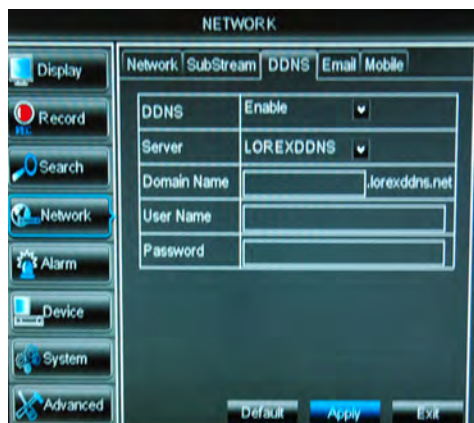 NETWORK
Display
Record
REC
Search
Network
Alarm
Device
System
Advanced
Network SubStream DDNS Email Mobile
DDNS Enable
Server LOREXDDNS
Domain Name .lorexddns.net
User Name
Password
Default Apply Exit